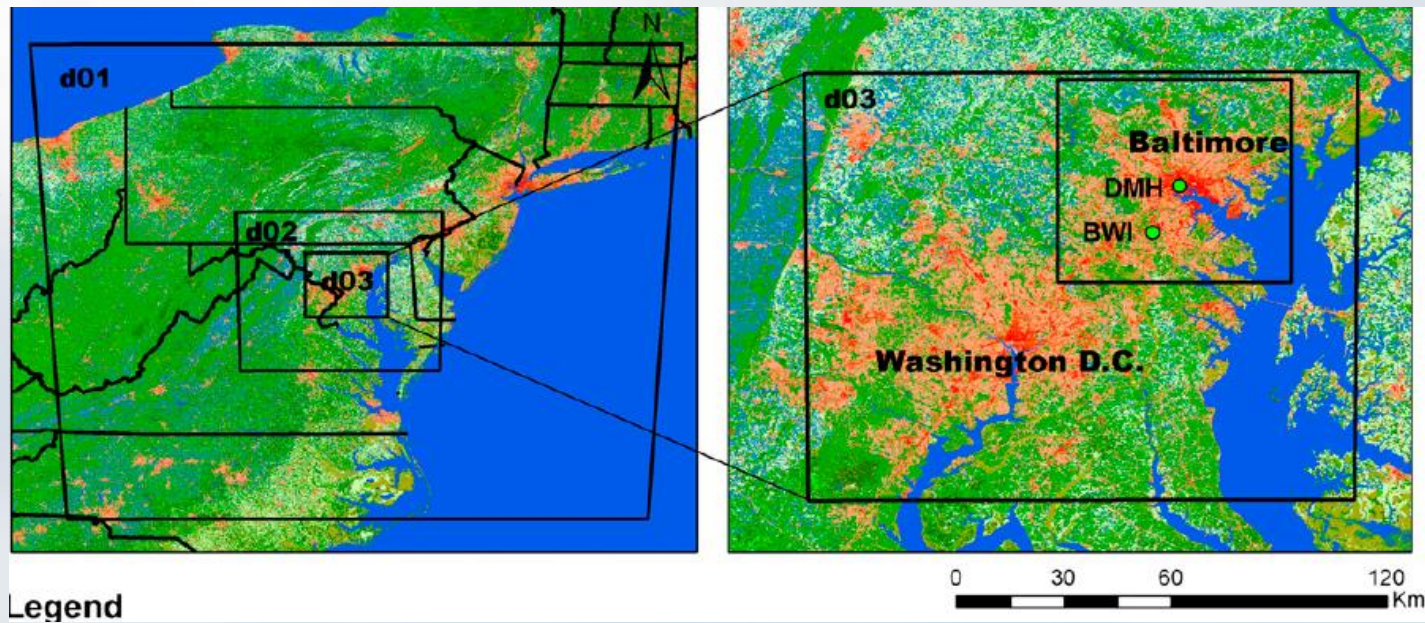 N
d01
d02
d03
d03
Baltimore
DMH
BWI
Washington D.C.
0 30 60 120
Km
Legend